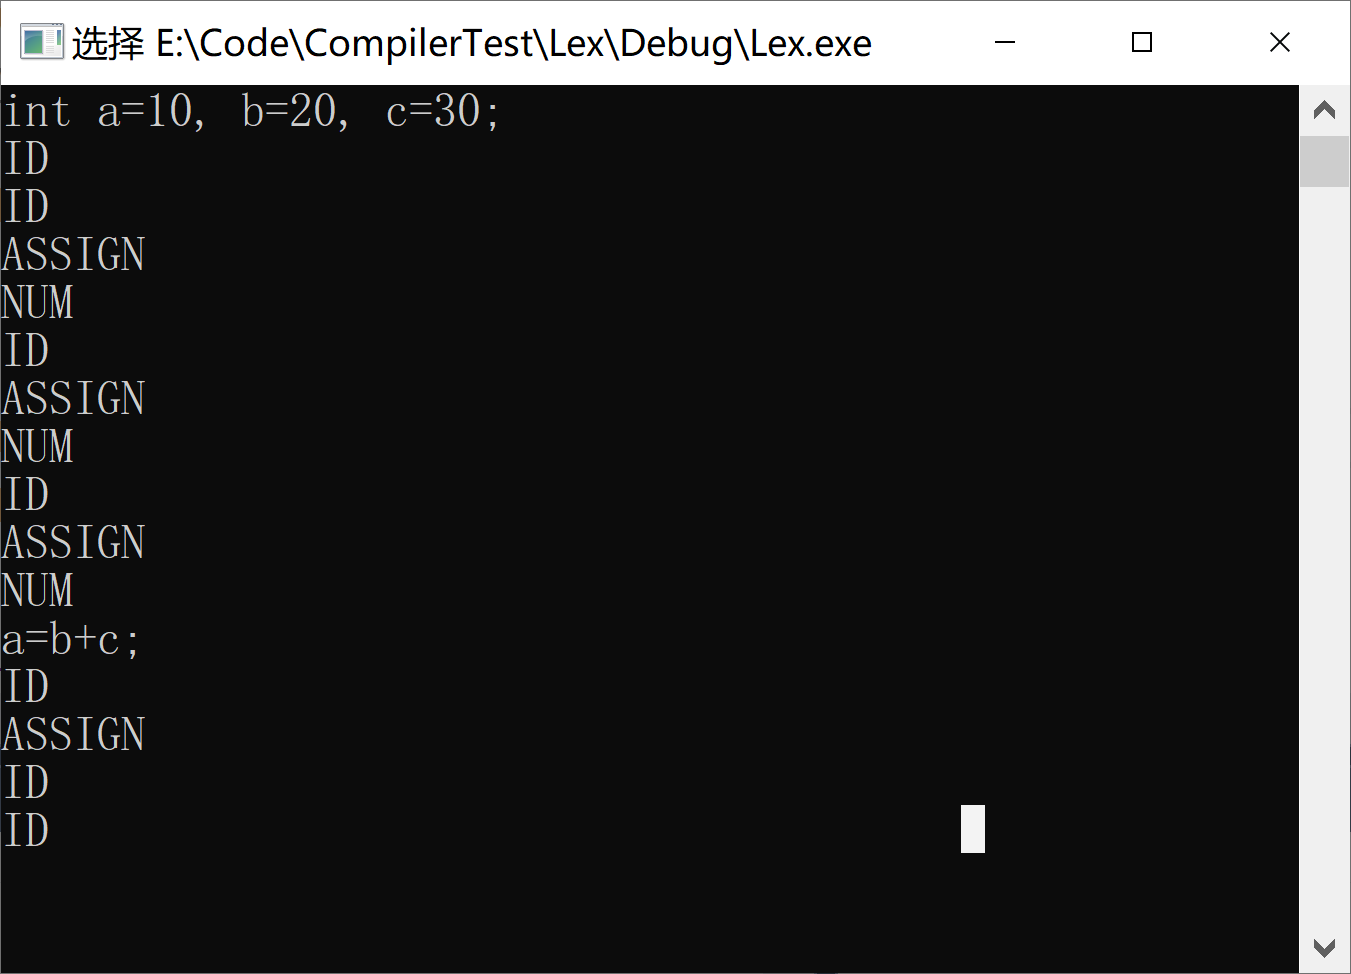 选择 E:\Code\CompilerTest\Lex\Debug\Lex.exe
int a=10, b=20, c=30;
ID
ID
ASSIGN
NUM
ID
ASSIGN
NUM
ID
ASSIGN
NUM
a=b+c;
ID
ASSIGN
ID
ID